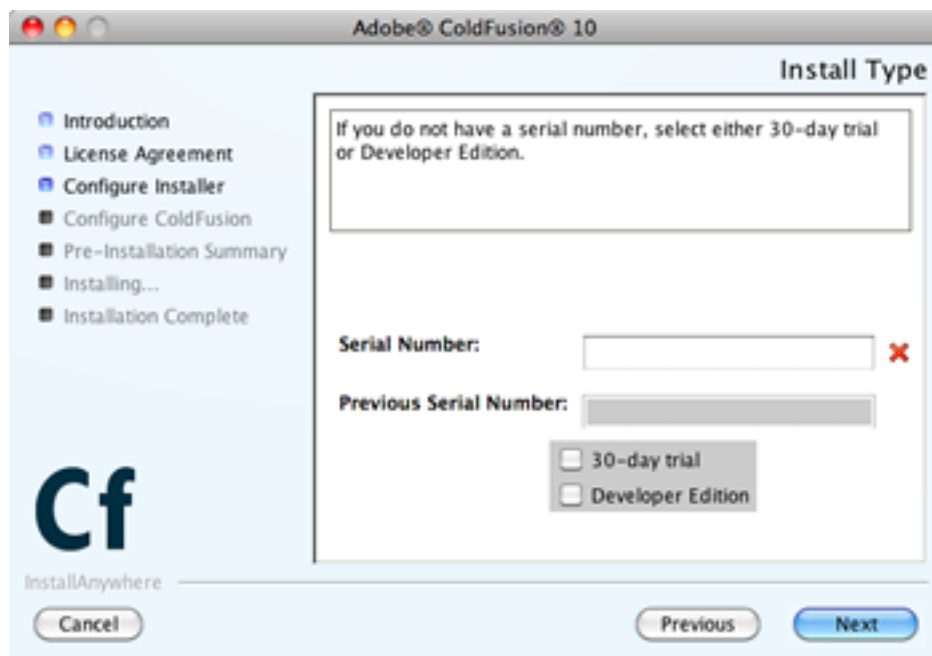 Adobe® ColdFusion® 10
Install Type
Introduction
License Agreement
Configure Installer
Configure ColdFusion
Pre-Installation Summary
Installing...
Installation Complete
If you do not have a serial number, select either 30-day trial
or Developer Edition.
Serial Number:
Previous Serial Number:
30-day trial
Developer Edition
Cf
InstallAnywhere
Cancel
Previous
Next